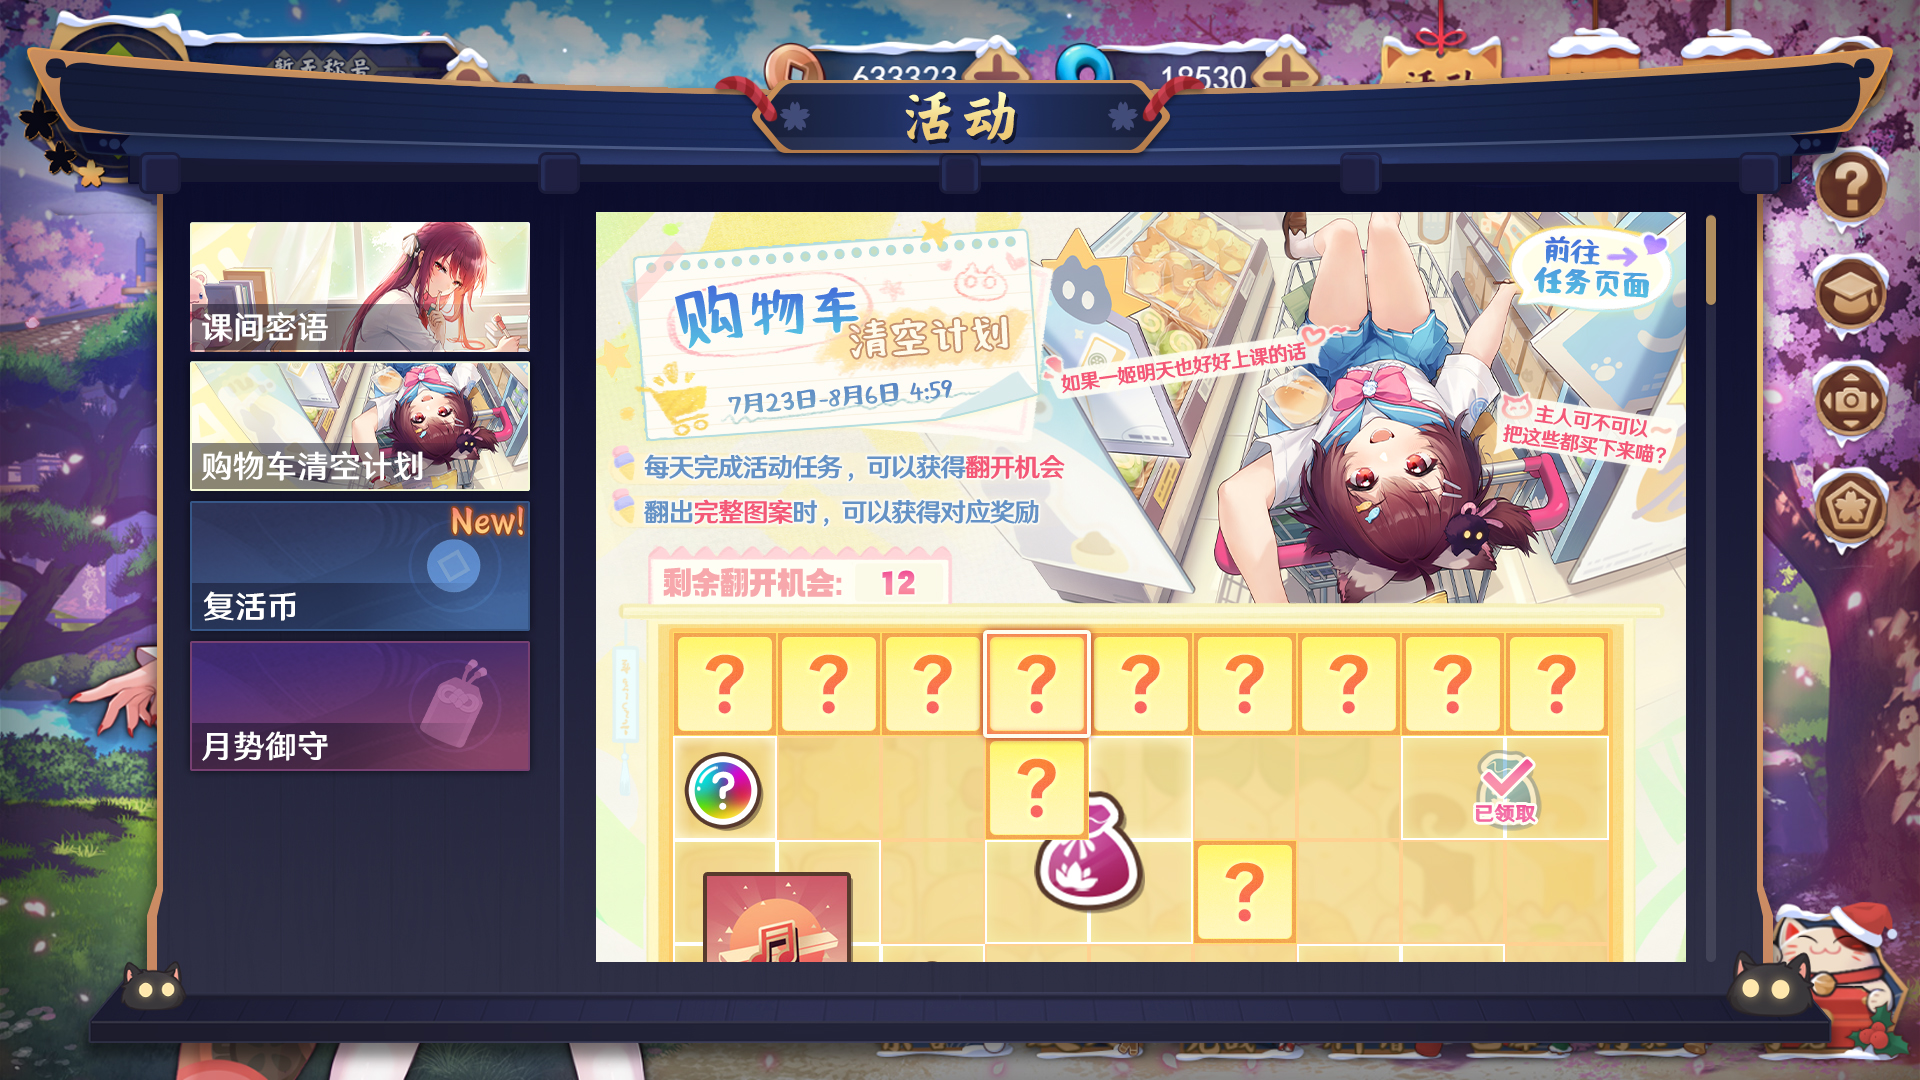 暂无称号
633323
18530
活动
活动
课间密语
购物车清空计划
New!
复活币
月势御守
购物车
清空计划
7月23日-8月6日 4:59
前往→
任务页面
如果一姬明天也好好上课的话
主人可不可以~
把这些都买下来喵?
每天完成活动任务，可以获得翻开机会
翻出完整图案时，可以获得对应奖励
剩余翻开机会: 12
? ? ? ? ? ? ? ? ?
? ?
已领取
?